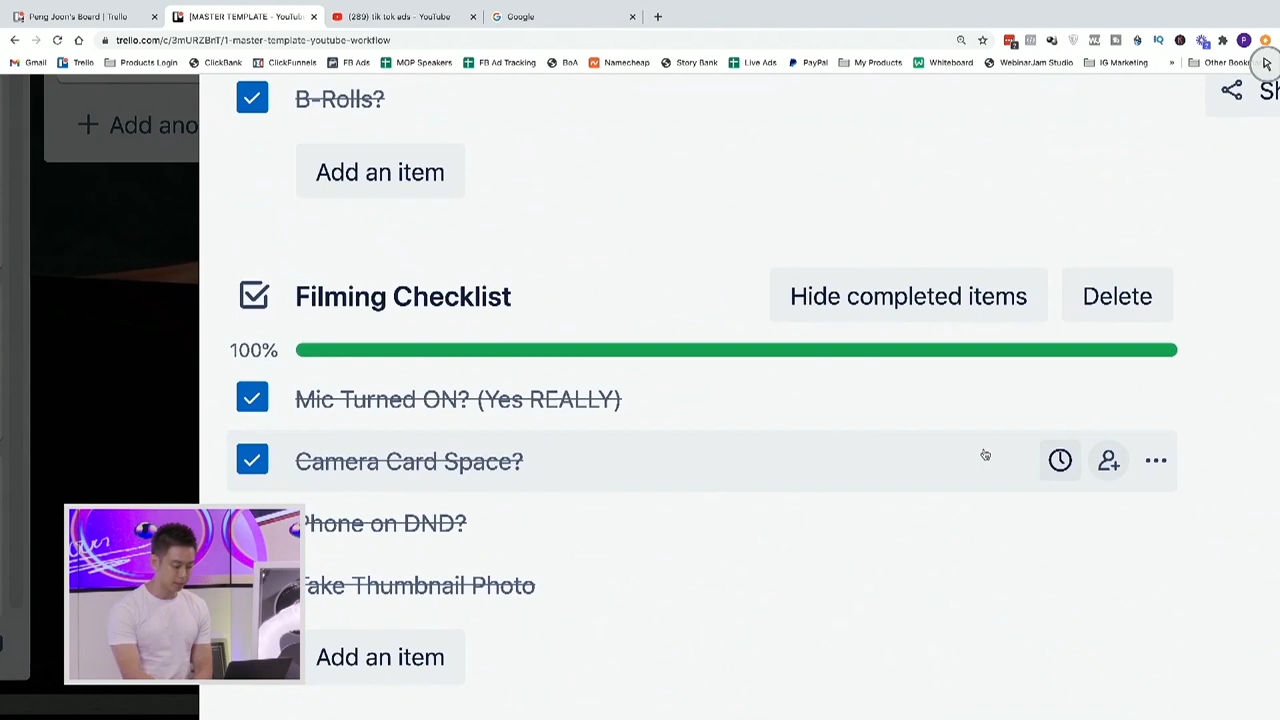 Peng Joon's Board | Trello
[MASTER TEMPLATE - YouTub
(289) tik tok ads - YouTube
Google
trello.com/c/3mURZBnT/1-master-template-youtube-workflow
Gmail
Trello
Products Login
ClickBank
ClickFunnels
FB Ads
MOP Speakers
FB Ad Tracking
BoA
Namecheap
Story Bank
Live Ads
PayPal
My Products
Whiteboard
WebinarJam Studio
IG Marketing
»
Other Book
B-Rolls?
Sh
+ Add ano
Add an item
Filming Checklist
Hide completed items
Delete
100%
Mic Turned ON? (Yes REALLY)
Camera Card Space?
Phone on DND?
Take Thumbnail Photo
Add an item